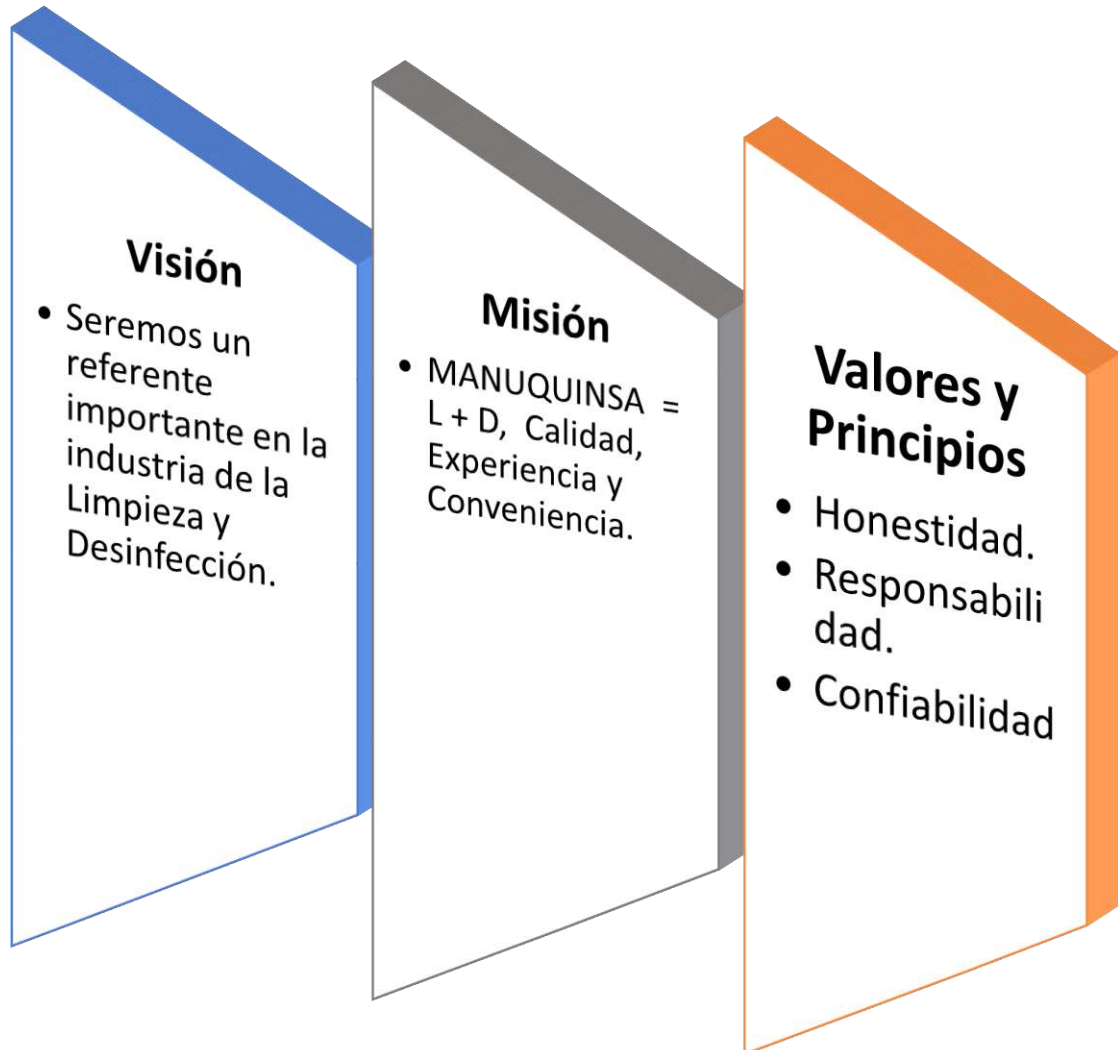 Visión
• Seremos un
referente
importante en la
industria de la
Limpieza y
Desinfección.
Misión
• MANUQUINSA =
L + D, Calidad,
Experiencia y
Conveniencia.
Valores y
Principios
• Honestidad.
• Responsabili
dad.
• Confiabilidad